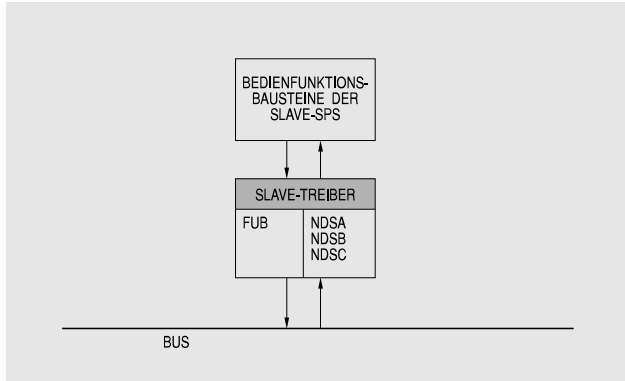 BEDIENFUNKTIONS-
BAUSTEINE DER
SLAVE-SPS
SLAVE-TREIBER
FUB
NDSA
NDSB
NDSC
BUS